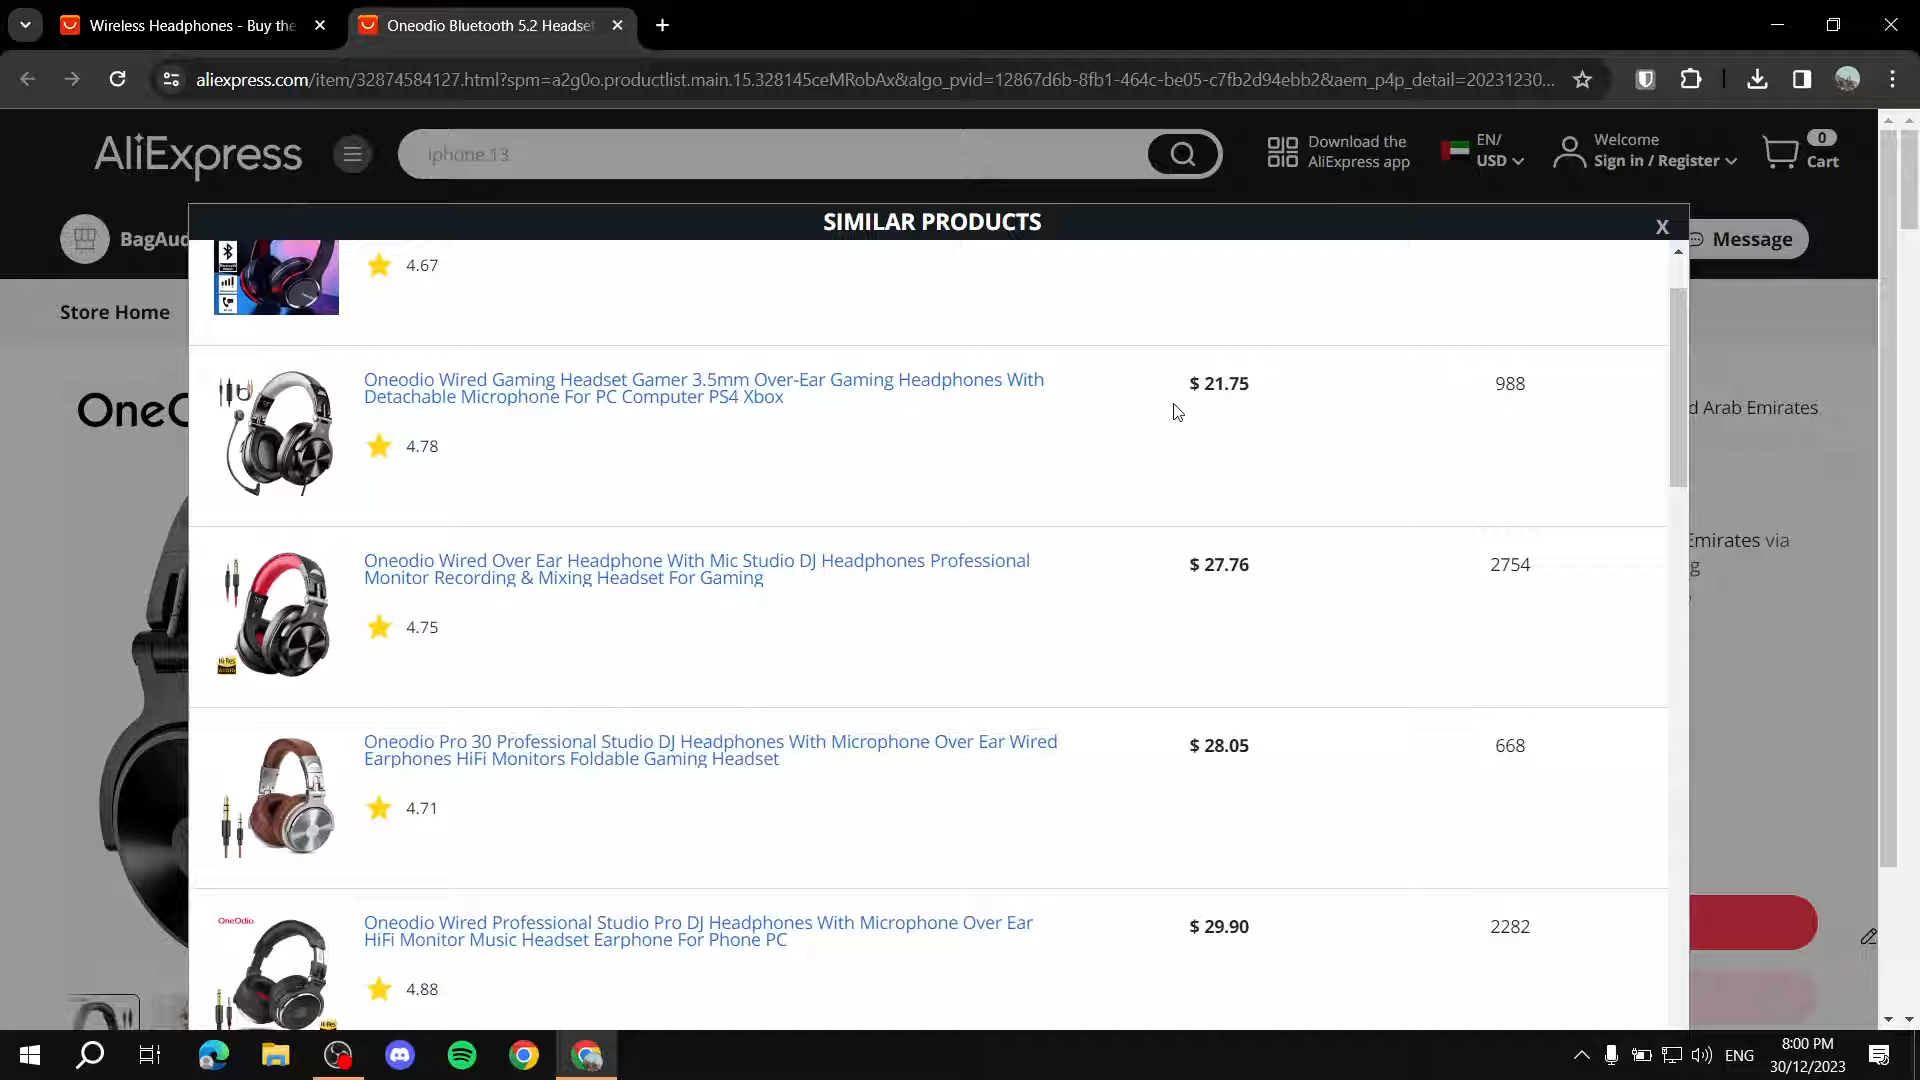 Wireless Headphones - Buy the
Oneodio Bluetooth 5.2 Headset
aliexpress.com/item/32874584127.html?spm=a2g0o.productlist.main.15.328145ceMRobAx&algo_pvid=12867d6b-8fb1-464c-be05-c7fb2d94ebb2&aem_p4p_detail=20231230...
AliExpress
iphone 13
Download the
AliExpress app
EN/
USD
Welcome
Sign in / Register
0
Cart
BagAud
Message
SIMILAR PRODUCTS
X
Store Home
4.67
Oneodio Wired Gaming Headset Gamer 3.5mm Over-Ear Gaming Headphones With
Detachable Microphone For PC Computer PS4 Xbox
$ 21.75
988
4.78
OneO
d Arab Emirates
Oneodio Wired Over Ear Headphone With Mic Studio DJ Headphones Professional
Monitor Recording & Mixing Headset For Gaming
$ 27.76
2754
4.75
Hi-Res
AUDIO
Emirates via
g
Oneodio Pro 30 Professional Studio DJ Headphones With Microphone Over Ear Wired
Earphones HiFi Monitors Foldable Gaming Headset
$ 28.05
668
4.71
OneOdio
Oneodio Wired Professional Studio Pro DJ Headphones With Microphone Over Ear
HiFi Monitor Music Headset Earphone For Phone PC
$ 29.90
2282
4.88
Hi-Res
ENG
8:00 PM
30/12/2023